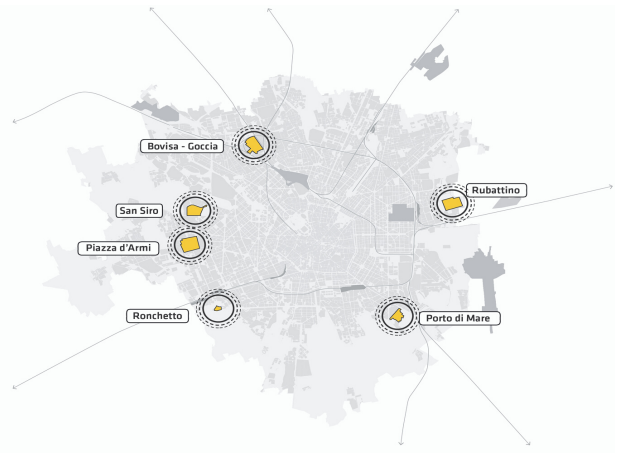 Bovisa - Goccia
Rubattino
San Siro
Piazza d'Armi
Ronchetto
Porto di Mare